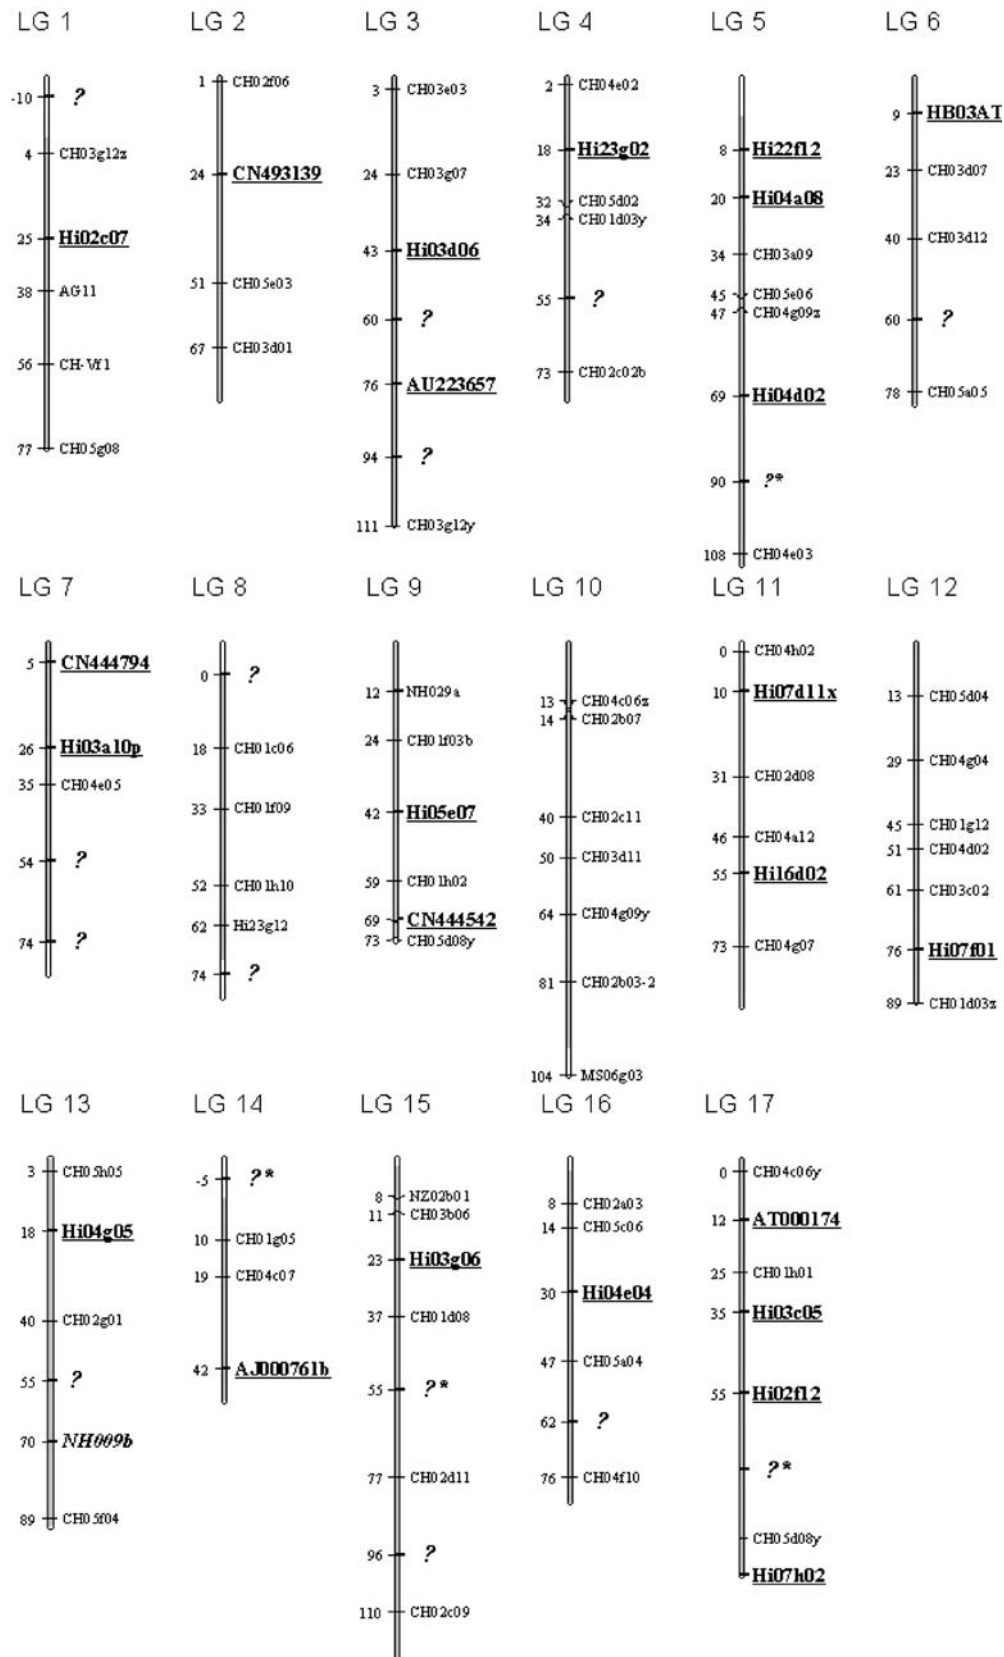 LG 1
-10 ?
4 CH03g12z
25 Hi02c07
38 AG11
56 CH-Vf1
77 CH05g08
LG 2
1 CH02f06
24 CN493139
51 CH05e03
67 CH03d01
LG 3
3 CH03e03
24 CH03g07
43 Hi03d06
60 ?
76 AU223657
94 ?
111 CH03g12y
LG 4
2 CH04e02
18 Hi23g02
32 CH05d02
34 CH01d03y
55 ?
73 CH02c02b
LG 5
8 Hi22f12
20 Hi04a08
34 CH03a09
45 CH05e06
47 CH04g09z
69 Hi04d02
90 ?*
108 CH04e03
LG 6
9 HB03AT
23 CH03d07
40 CH03d12
60 ?
78 CH05a05
LG 7
5 CN444794
26 Hi03a10p
35 CH04e05
54 ?
74 ?
LG 8
0 ?
18 CH01c06
33 CH01f09
52 CH01h10
62 Hi23g12
74 ?
LG 9
12 NH029a
24 CH01f03b
42 Hi05e07
59 CH01h02
69 CN444542
73 CH05d08y
LG 10
13 CH04c06z
14 CH02b07
40 CH02c11
50 CH03d11
64 CH04g09y
81 CH02b03-2
104 MS06g03
LG 11
0 CH04h02
10 Hi07d11x
31 CH02d08
46 CH04a12
55 Hi16d02
73 CH04g07
LG 12
13 CH05d04
29 CH04g04
45 CH01g12
51 CH04d02
61 CH03c02
76 Hi07f01
89 CH01d03z
LG 13
3 CH05h05
18 Hi04g05
40 CH02g01
55 ?
70 NH009b
89 CH05f04
LG 14
-5 ?*
10 CH01g05
19 CH04c07
42 AJ000761b
LG 15
8 NZ02b01
11 CH03b06
23 Hi03g06
37 CH01d08
55 ?*
77 CH02d11
96 ?
110 CH02c09
LG 16
8 CH02a03
14 CH05c06
30 Hi04e04
47 CH05a04
62 ?
76 CH04f10
LG 17
0 CH04c06y
12 AT000174
25 CH01h01
35 Hi03c05
55 Hi02f12
?*
CH05d08y
Hi07h02